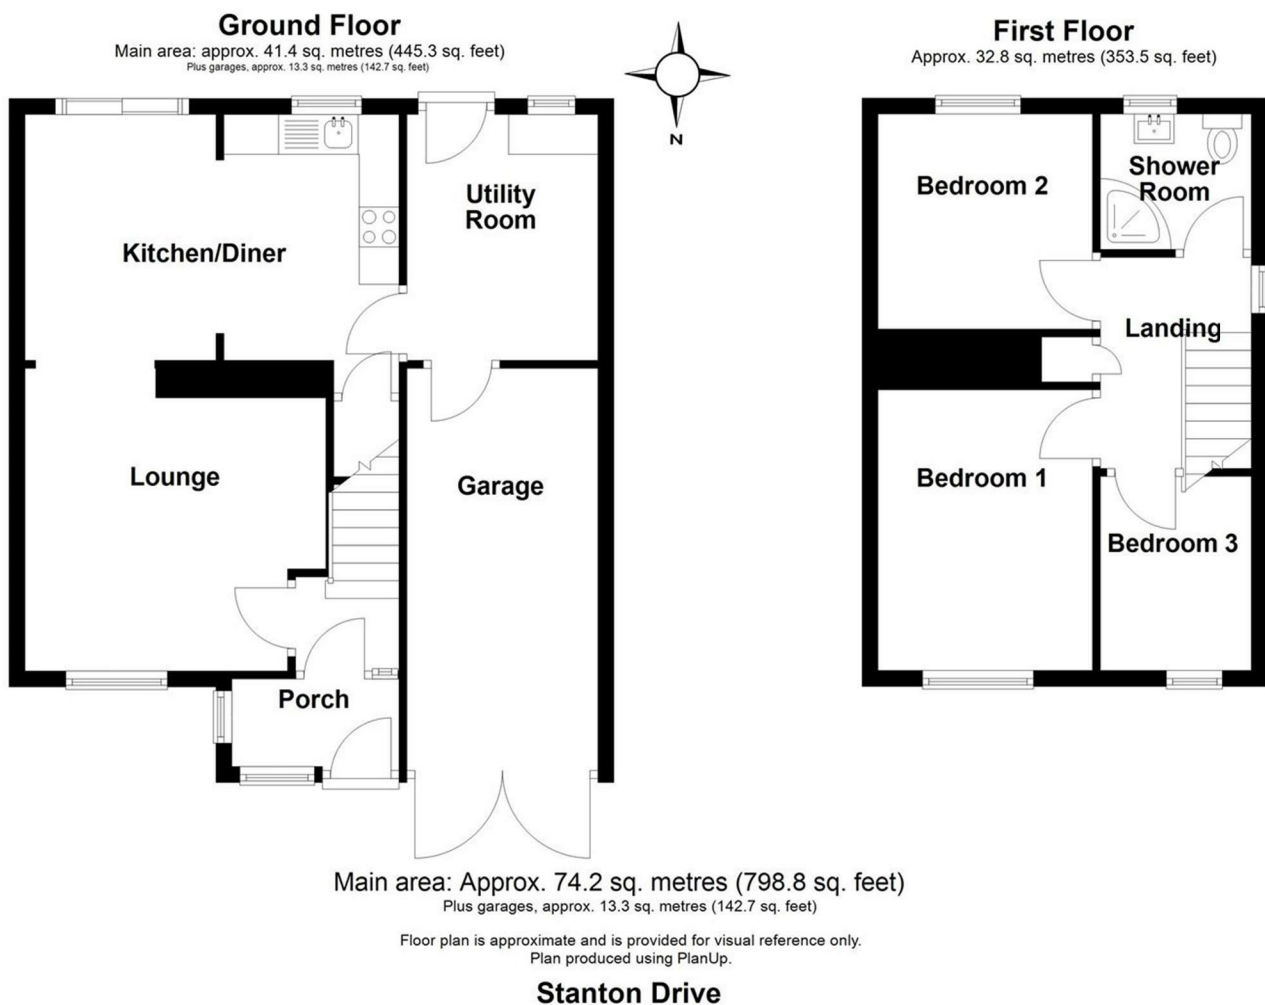 Ground Floor
Main area: approx. 41.4 sq. metres (445.3 sq. feet)
Plus garages, approx. 13.3 sq. metres (142.7 sq. feet)
N
First Floor
Approx. 32.8 sq. metres (353.5 sq. feet)
Kitchen/Diner
Utility
Room
Lounge
Garage
Porch
Bedroom 2
Shower
Room
Landing
Bedroom 1
Bedroom 3
Main area: Approx. 74.2 sq. metres (798.8 sq. feet)
Plus garages, approx. 13.3 sq. metres (142.7 sq. feet)
Floor plan is approximate and is provided for visual reference only.
Plan produced using PlanUp.
Stanton Drive